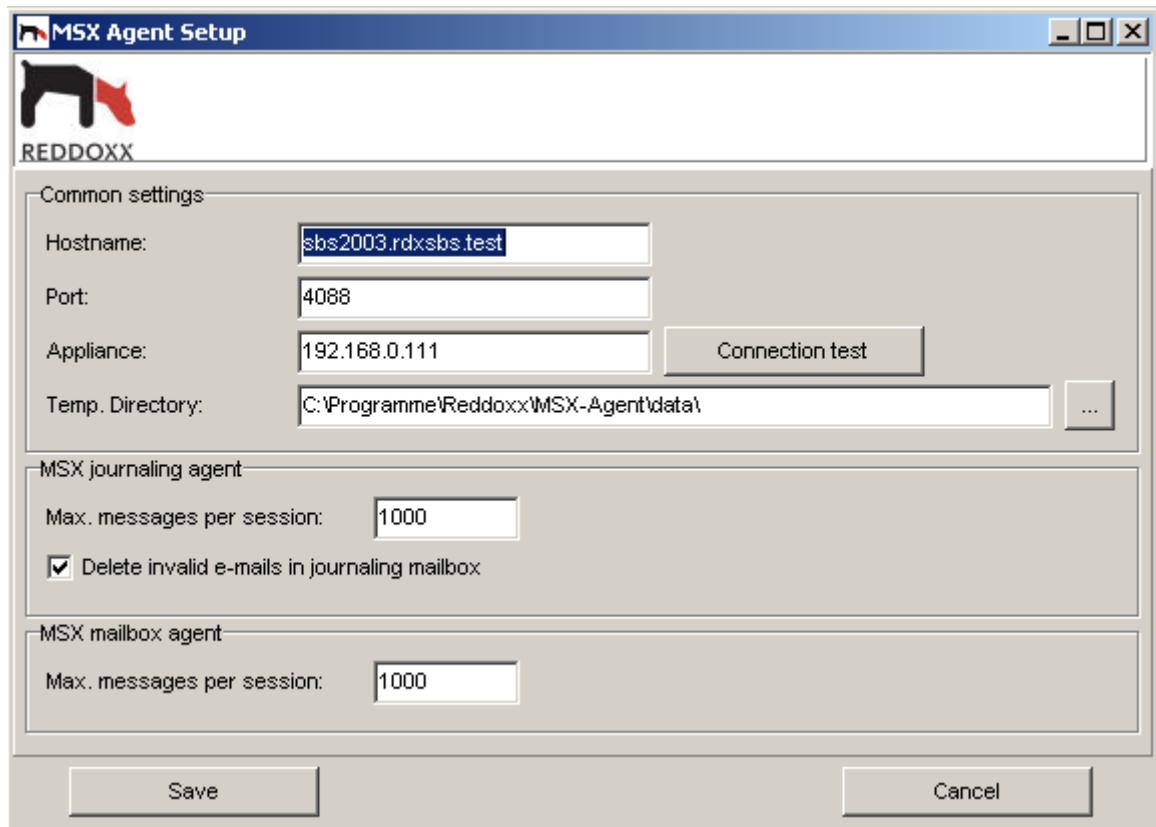 MSX Agent Setup
REDDOXX
Common settings
Hostname: sbs2003.rdxsbs.test
Port: 4088
Appliance: 192.168.0.111 Connection test
Temp. Directory: C:\Programme\Reddoxx\MSX-Agent\data\ ...
MSX journaling agent
Max. messages per session: 1000
Delete invalid e-mails in journaling mailbox
MSX mailbox agent
Max. messages per session: 1000
Save Cancel